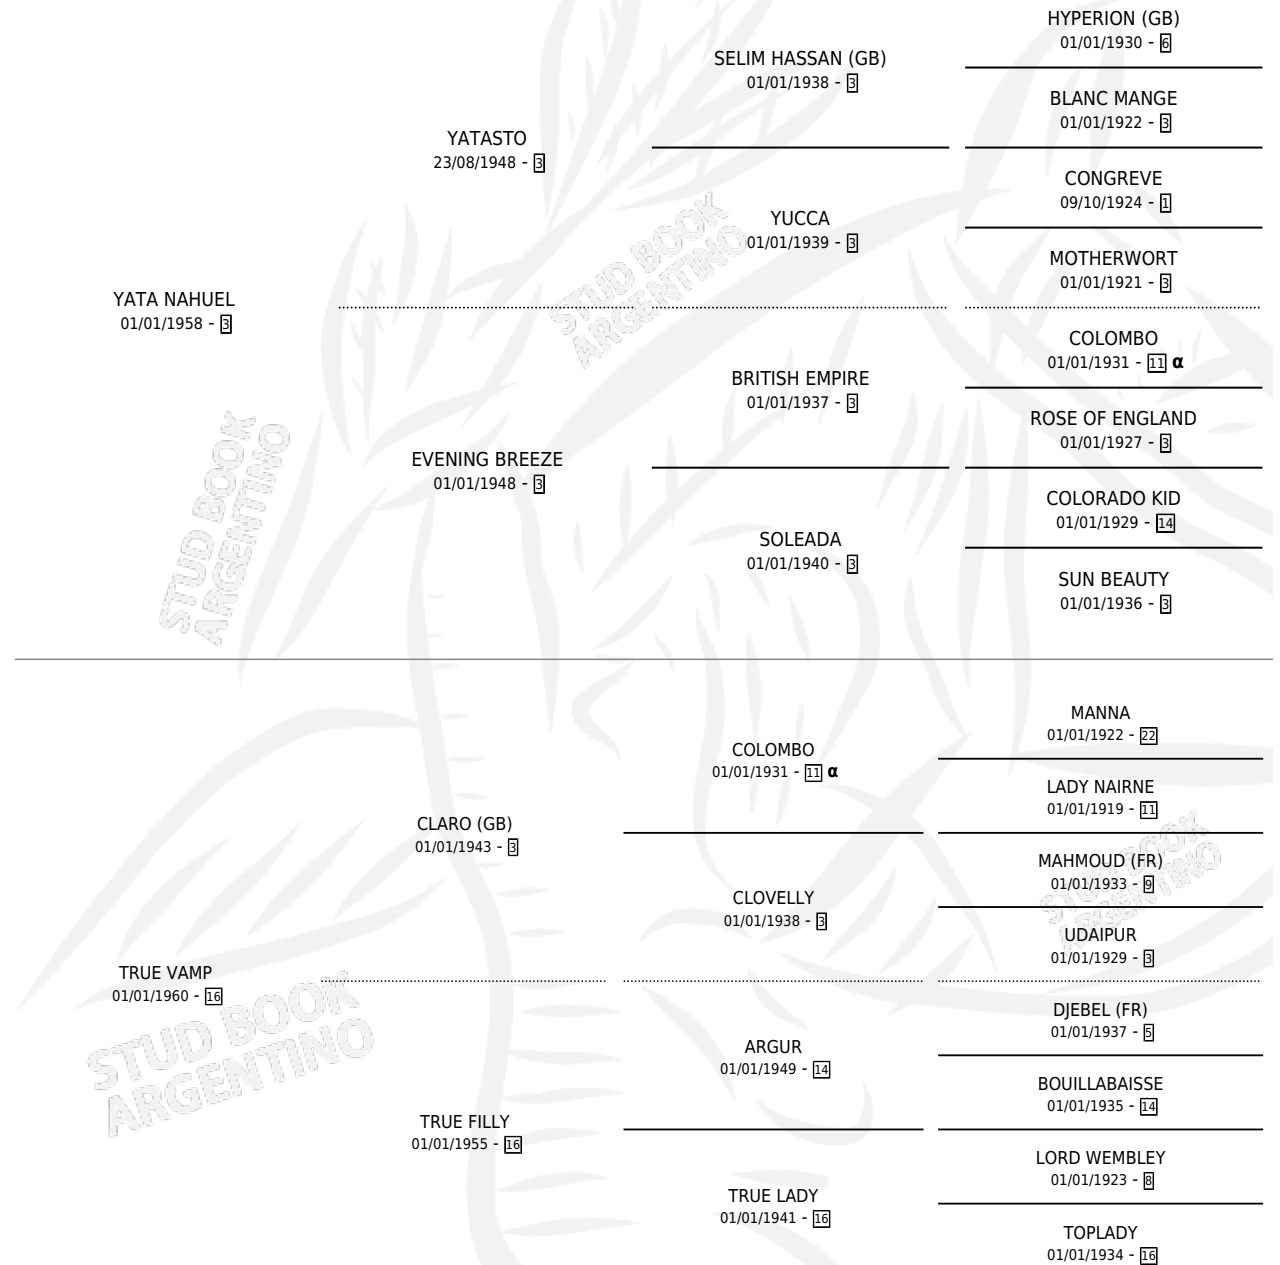 HYPERION (GB)
01/01/1930 - 6
SELIM HASSAN (GB)
01/01/1938 - 3
BLANC MANGE
01/01/1922 - 3
YATASTO
23/08/1948 - 3
CONGREVE
09/10/1924 - 1
YUCCA
01/01/1939 - 3
MOTHERWORT
01/01/1921 - 3
YATA NAHUEL
01/01/1958 - 3
COLOMBO
01/01/1931 - 11 α
BRITISH EMPIRE
01/01/1937 - 3
ROSE OF ENGLAND
01/01/1927 - 3
EVENING BREEZE
01/01/1948 - 3
COLORADO KID
01/01/1929 - 14
SOLEADA
01/01/1940 - 3
SUN BEAUTY
01/01/1936 - 3
MANNA
01/01/1922 - 22
COLOMBO
01/01/1931 - 11 α
LADY NAIRNE
01/01/1919 - 11
CLARO (GB)
01/01/1943 - 3
MAHMOUD (FR)
01/01/1933 - 9
CLOVELLY
01/01/1938 - 3
UDAIPUR
01/01/1929 - 3
TRUE VAMP
01/01/1960 - 16
DJEBEL (FR)
01/01/1937 - 5
ARGUR
01/01/1949 - 14
BOUILLABAISSE
01/01/1935 - 14
TRUE FILLY
01/01/1955 - 16
LORD WEMBLEY
01/01/1923 - 8
TRUE LADY
01/01/1941 - 16
TOPLADY
01/01/1934 - 16
STUD BOOK
ARGENTINO
STUD BOOK
ARGENTINO
STUD BOOK
ARGENTINO
STUD BOOK
ARGENTINO